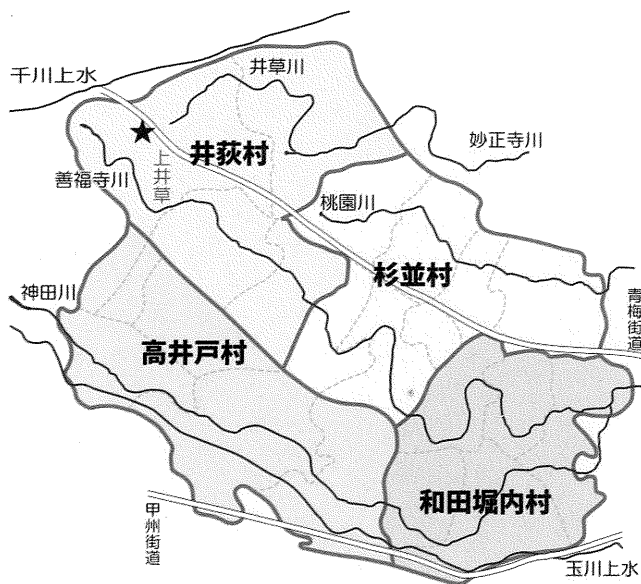 千川上水
井草川
井荻村
妙正寺川
上井草
善福寺川
桃園川
杉並村
神田川
青梅街道
高井戸村
和田堀内村
甲州街道
玉川上水